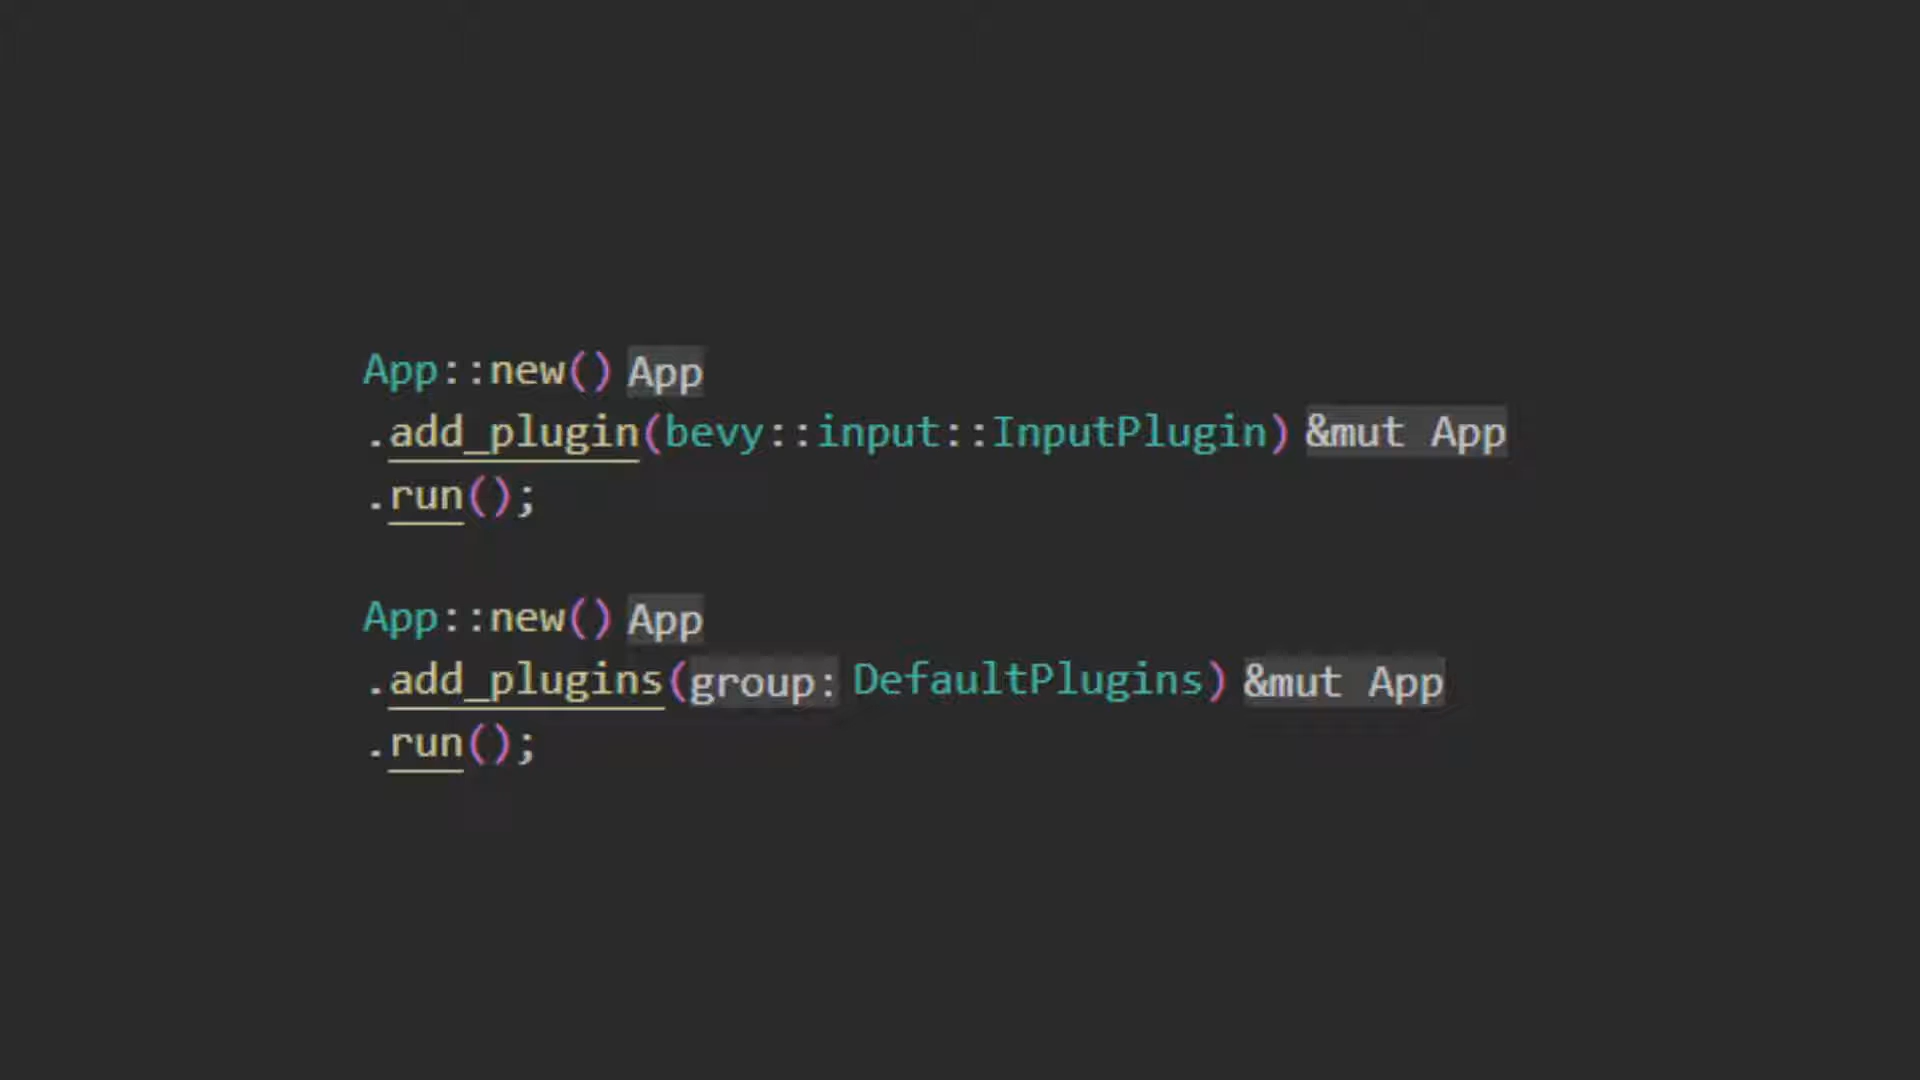 App::new() App
.add_plugin(bevy::input::InputPlugin) &mut App
.run();
App::new() App
.add_plugins(group: DefaultPlugins) &mut App
.run();